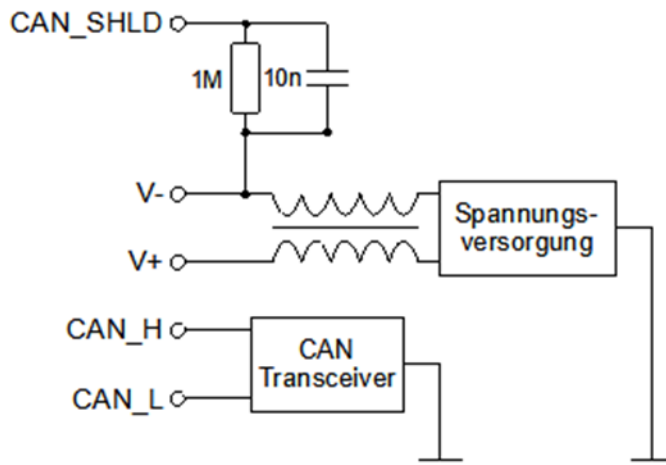 CAN_SHLD
1M
10n
V-
Spannungs-
versorgung
V+
CAN_H
CAN
Transceiver
CAN_L